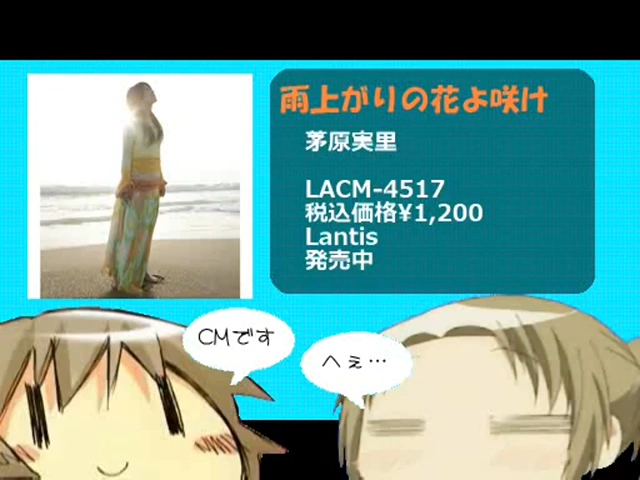 雨上がりの花よ咲け
茅原実里
LACM-4517
税込価格¥1,200
Lantis
発売中
CMです
へぇ…